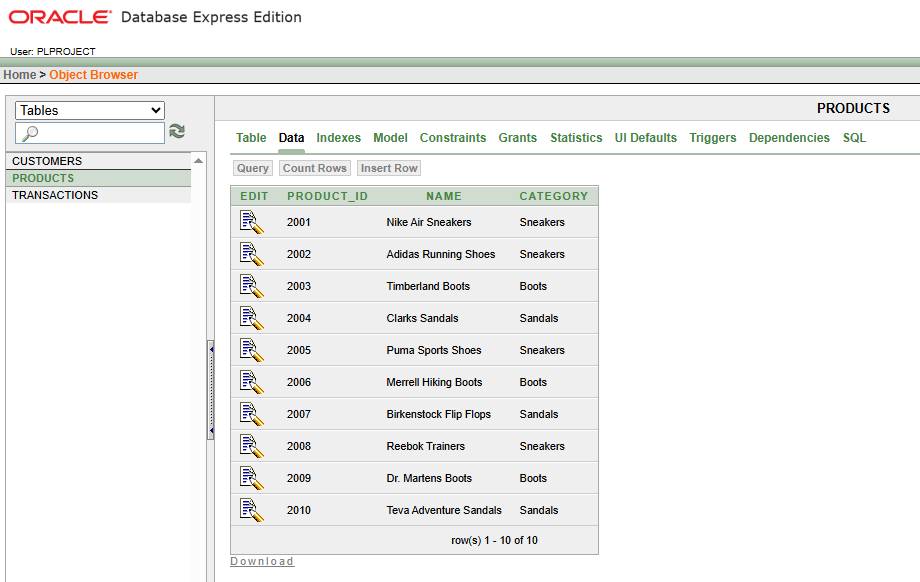 ORACLE® Database Express Edition
User: PLPROJECT
Home > Object Browser
Tables
CUSTOMERS
PRODUCTS
TRANSACTIONS
PRODUCTS
Table Data Indexes Model Constraints Grants Statistics UI Defaults Triggers Dependencies SQL
Query Count Rows Insert Row
EDIT PRODUCT_ID NAME CATEGORY
2001 Nike Air Sneakers Sneakers
2002 Adidas Running Shoes Sneakers
2003 Timberland Boots Boots
2004 Clarks Sandals Sandals
2005 Puma Sports Shoes Sneakers
2006 Merrell Hiking Boots Boots
2007 Birkenstock Flip Flops Sandals
2008 Reebok Trainers Sneakers
2009 Dr. Martens Boots Boots
2010 Teva Adventure Sandals Sandals
row(s) 1 - 10 of 10
Download